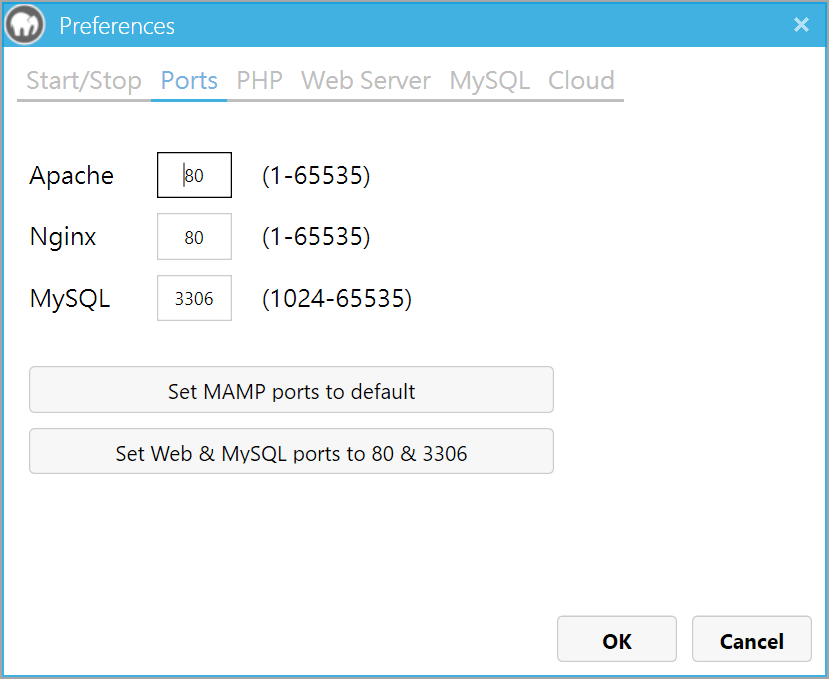 Preferences
Start/Stop Ports PHP Web Server MySQL Cloud
Apache 80 (1-65535)
Nginx 80 (1-65535)
MySQL 3306 (1024-65535)
Set MAMP ports to default
Set Web & MySQL ports to 80 & 3306
OK Cancel